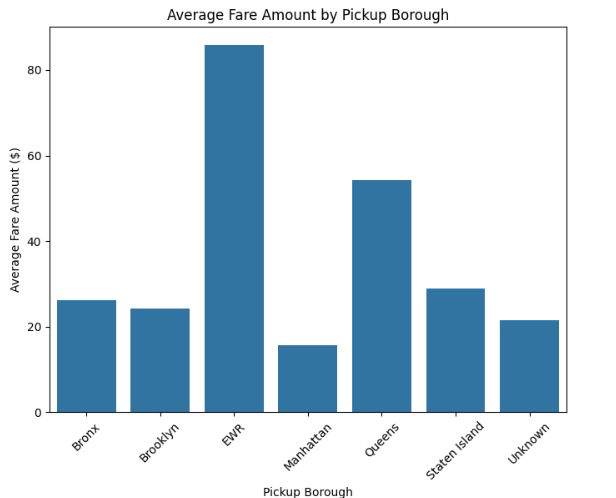 Average Fare Amount by Pickup Borough
Average Fare Amount ($)
80
60
40
20
0
Bronx
Brooklyn
EWR
Manhattan
Queens
Staten Island
Unknown
Pickup Borough